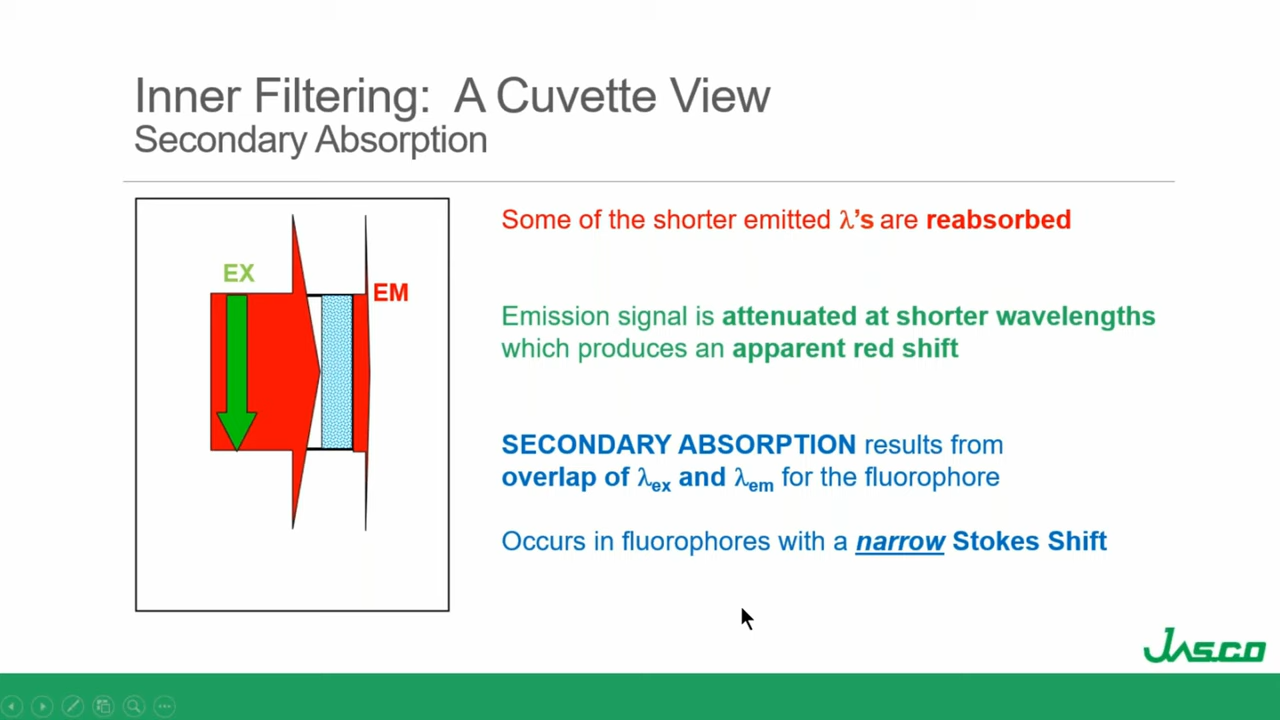 Inner Filtering: A Cuvette View
Secondary Absorption
EX
EM
Some of the shorter emitted λ's are reabsorbed
Emission signal is attenuated at shorter wavelengths
which produces an apparent red shift
SECONDARY ABSORPTION results from
overlap of λex and λem for the fluorophore
Occurs in fluorophores with a narrow Stokes Shift
Jasco